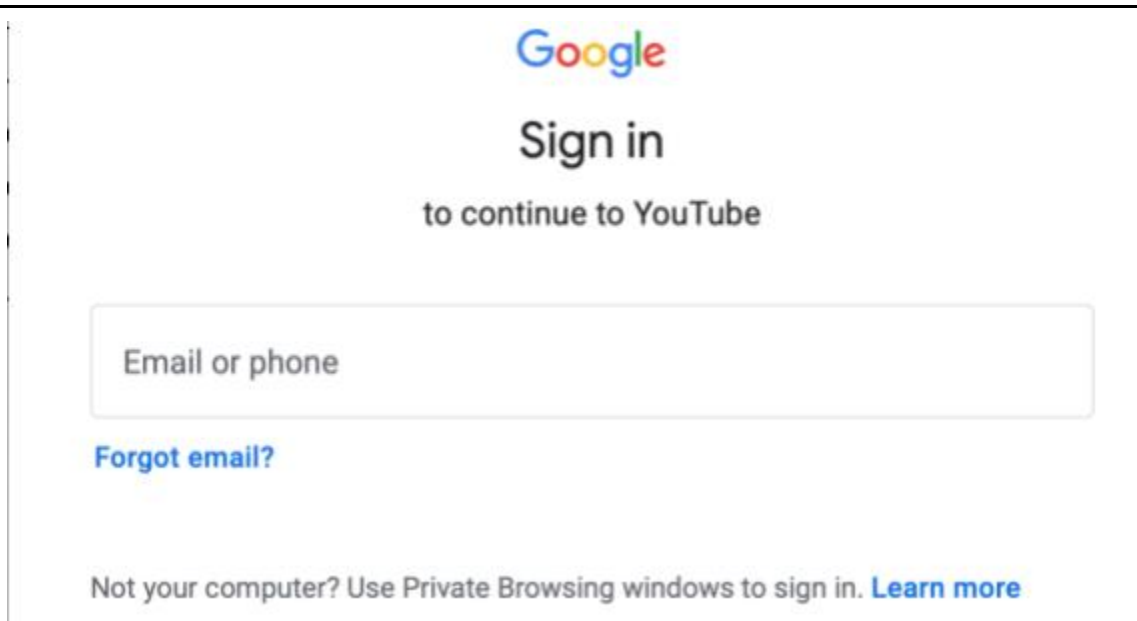 Google
Sign in
to continue to YouTube
Email or phone
Forgot email?
Not your computer? Use Private Browsing windows to sign in. Learn more